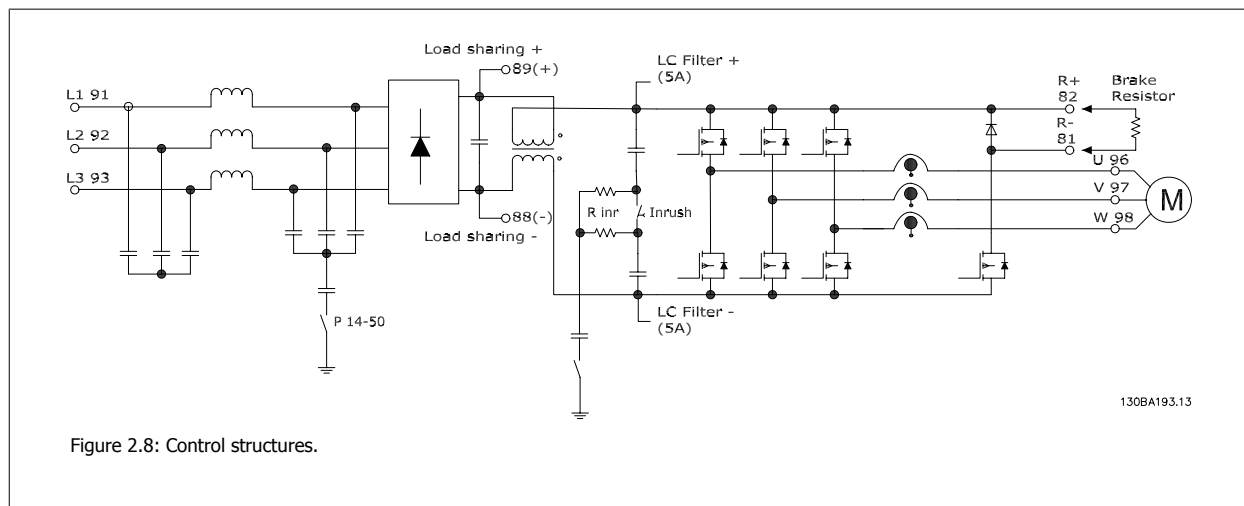 Load sharing +
89(+)
LC Filter +
(5A)
L1 91
L2 92
L3 93
R+
82
Brake
Resistor
R-
81
U 96
V 97
W 98
M
R inr
Inrush
88(-)
Load sharing -
P 14-50
LC Filter -
(5A)
130BA193.13
Figure 2.8: Control structures.